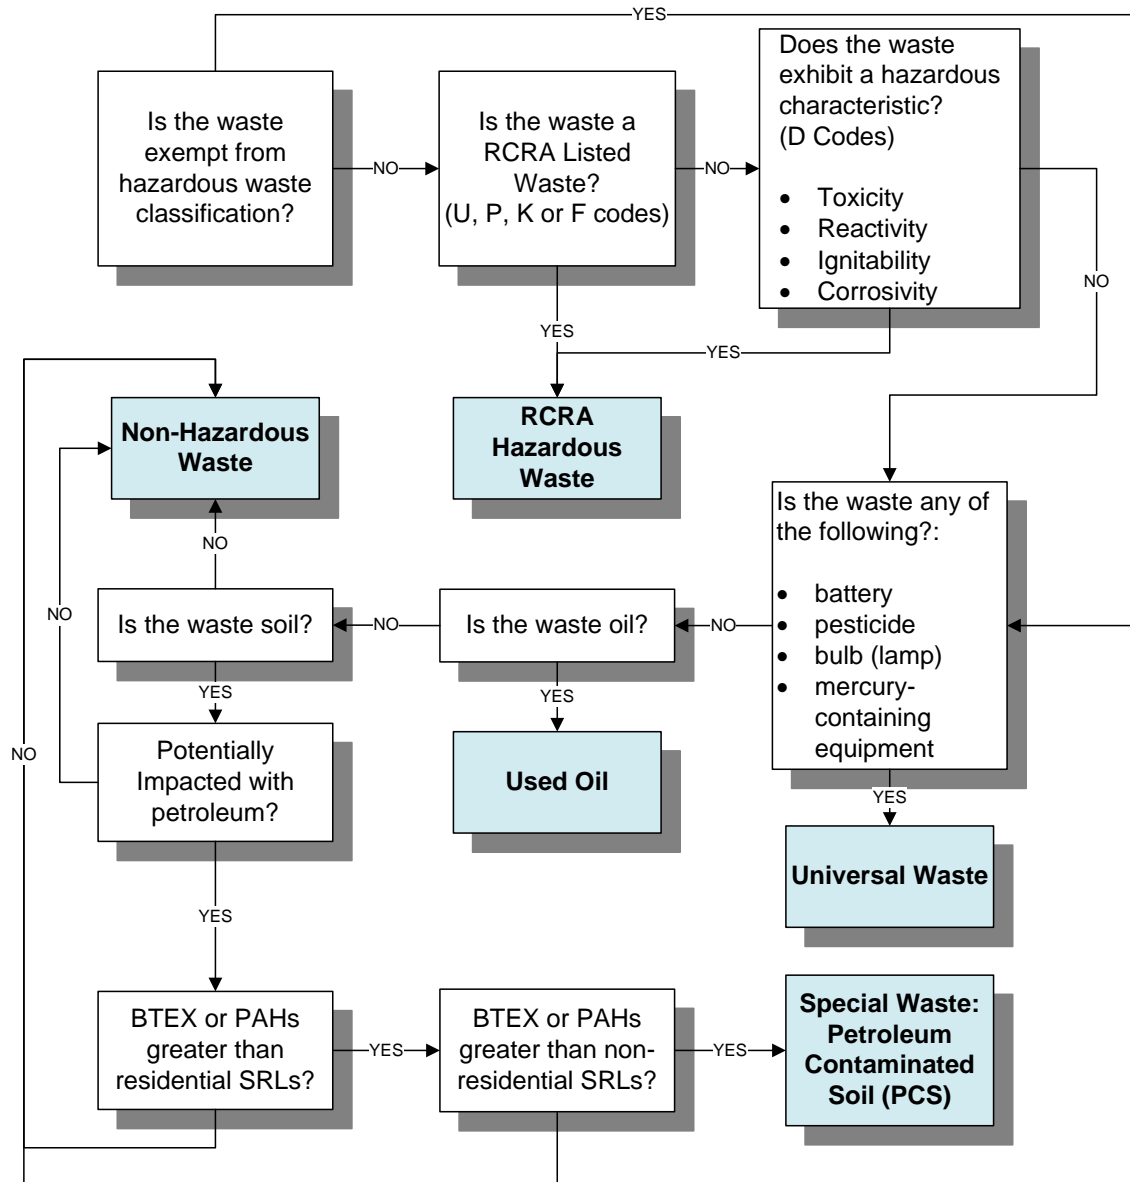 YES
Is the waste
exempt from
hazardous waste
classification?
NO
Is the waste a
RCRA Listed
Waste?
(U, P, K or F codes)
NO
Does the waste
exhibit a hazardous
characteristic?
(D Codes)
• Toxicity
• Reactivity
• Ignitability
• Corrosivity
NO
YES
YES
Non-Hazardous
Waste
RCRA
Hazardous
Waste
Is the waste any of
the following?:
• battery
• pesticide
• bulb (lamp)
• mercury-
containing
equipment
NO
NO
Is the waste soil?
NO
Is the waste oil?
NO
YES
YES
YES
NO
Potentially
Impacted with
petroleum?
Used Oil
Universal Waste
YES
BTEX or PAHs
greater than
residential SRLs?
YES
BTEX or PAHs
greater than non-
residential SRLs?
YES
Special Waste:
Petroleum
Contaminated
Soil (PCS)